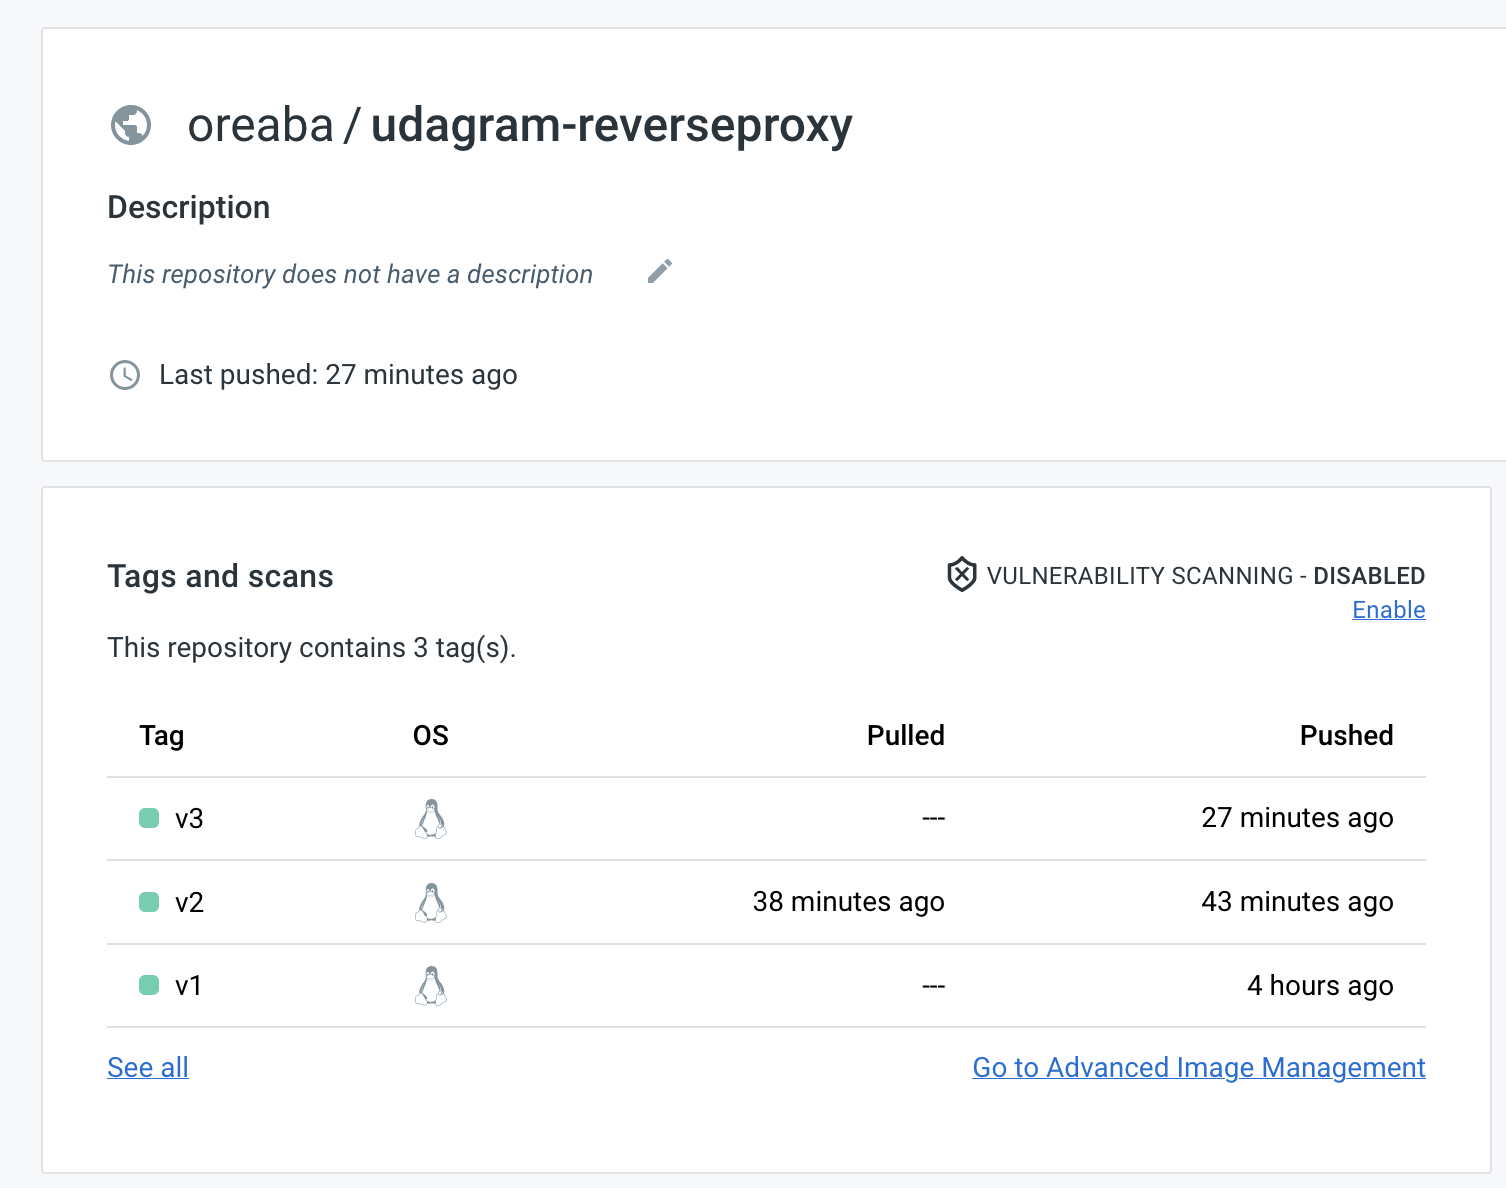 oreaba / udagram-reverseproxy
Description
This repository does not have a description
Last pushed: 27 minutes ago
Tags and scans
VULNERABILITY SCANNING - DISABLED
Enable
This repository contains 3 tag(s).
Tag OS Pulled Pushed
v3 --- 27 minutes ago
v2 38 minutes ago 43 minutes ago
v1 --- 4 hours ago
See all Go to Advanced Image Management